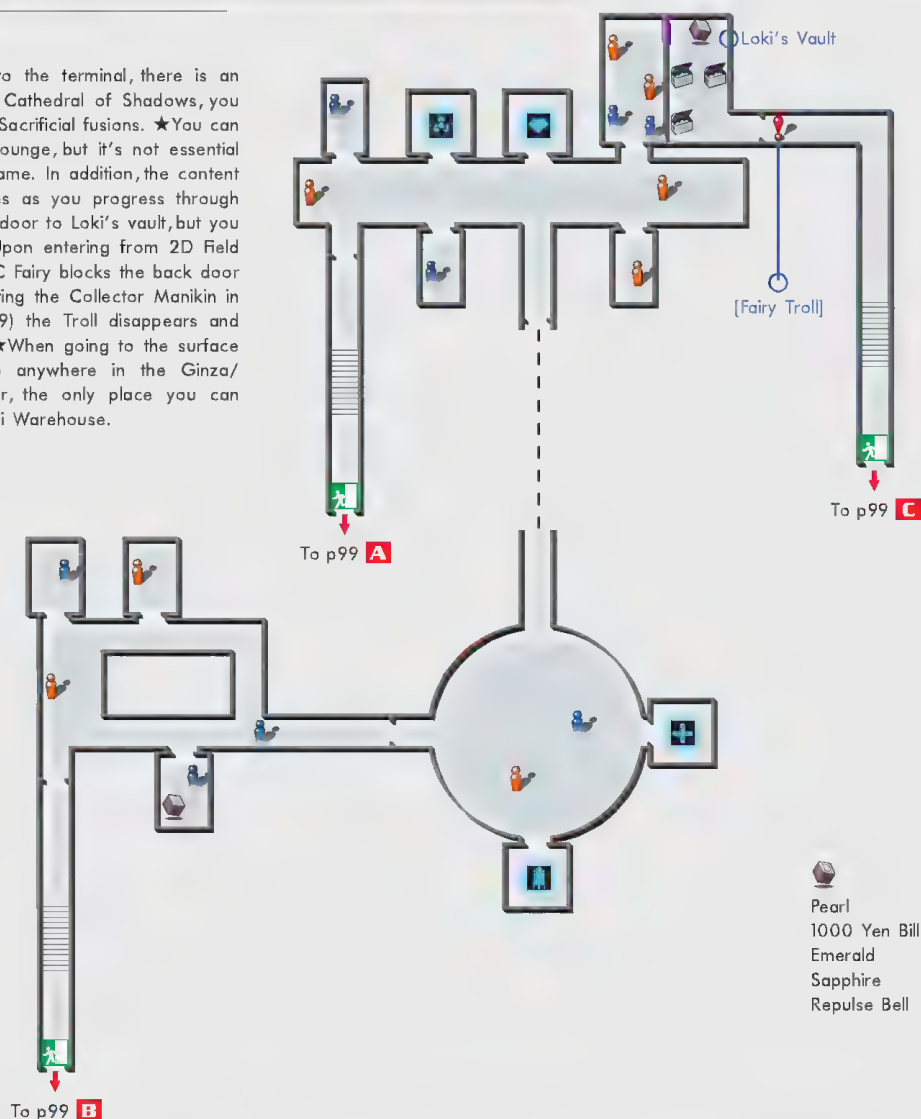 to the terminal, there is an
Cathedral of Shadows, you
Sacrificial fusions. ★You can
ounge, but it's not essential
ame. In addition, the content
es as you progress through
door to Loki's vault, but you
Upon entering from 2D Field
C Fairy blocks the back door
ring the Collector Manikin in
9) the Troll disappears and
★When going to the surface
anywhere in the Ginza/
r, the only place you can
i Warehouse.
Loki's Vault
[Fairy Troll]
To p99 C
To p99 A
To p99 B
Pearl
1000 Yen Bill
Emerald
Sapphire
Repulse Bell